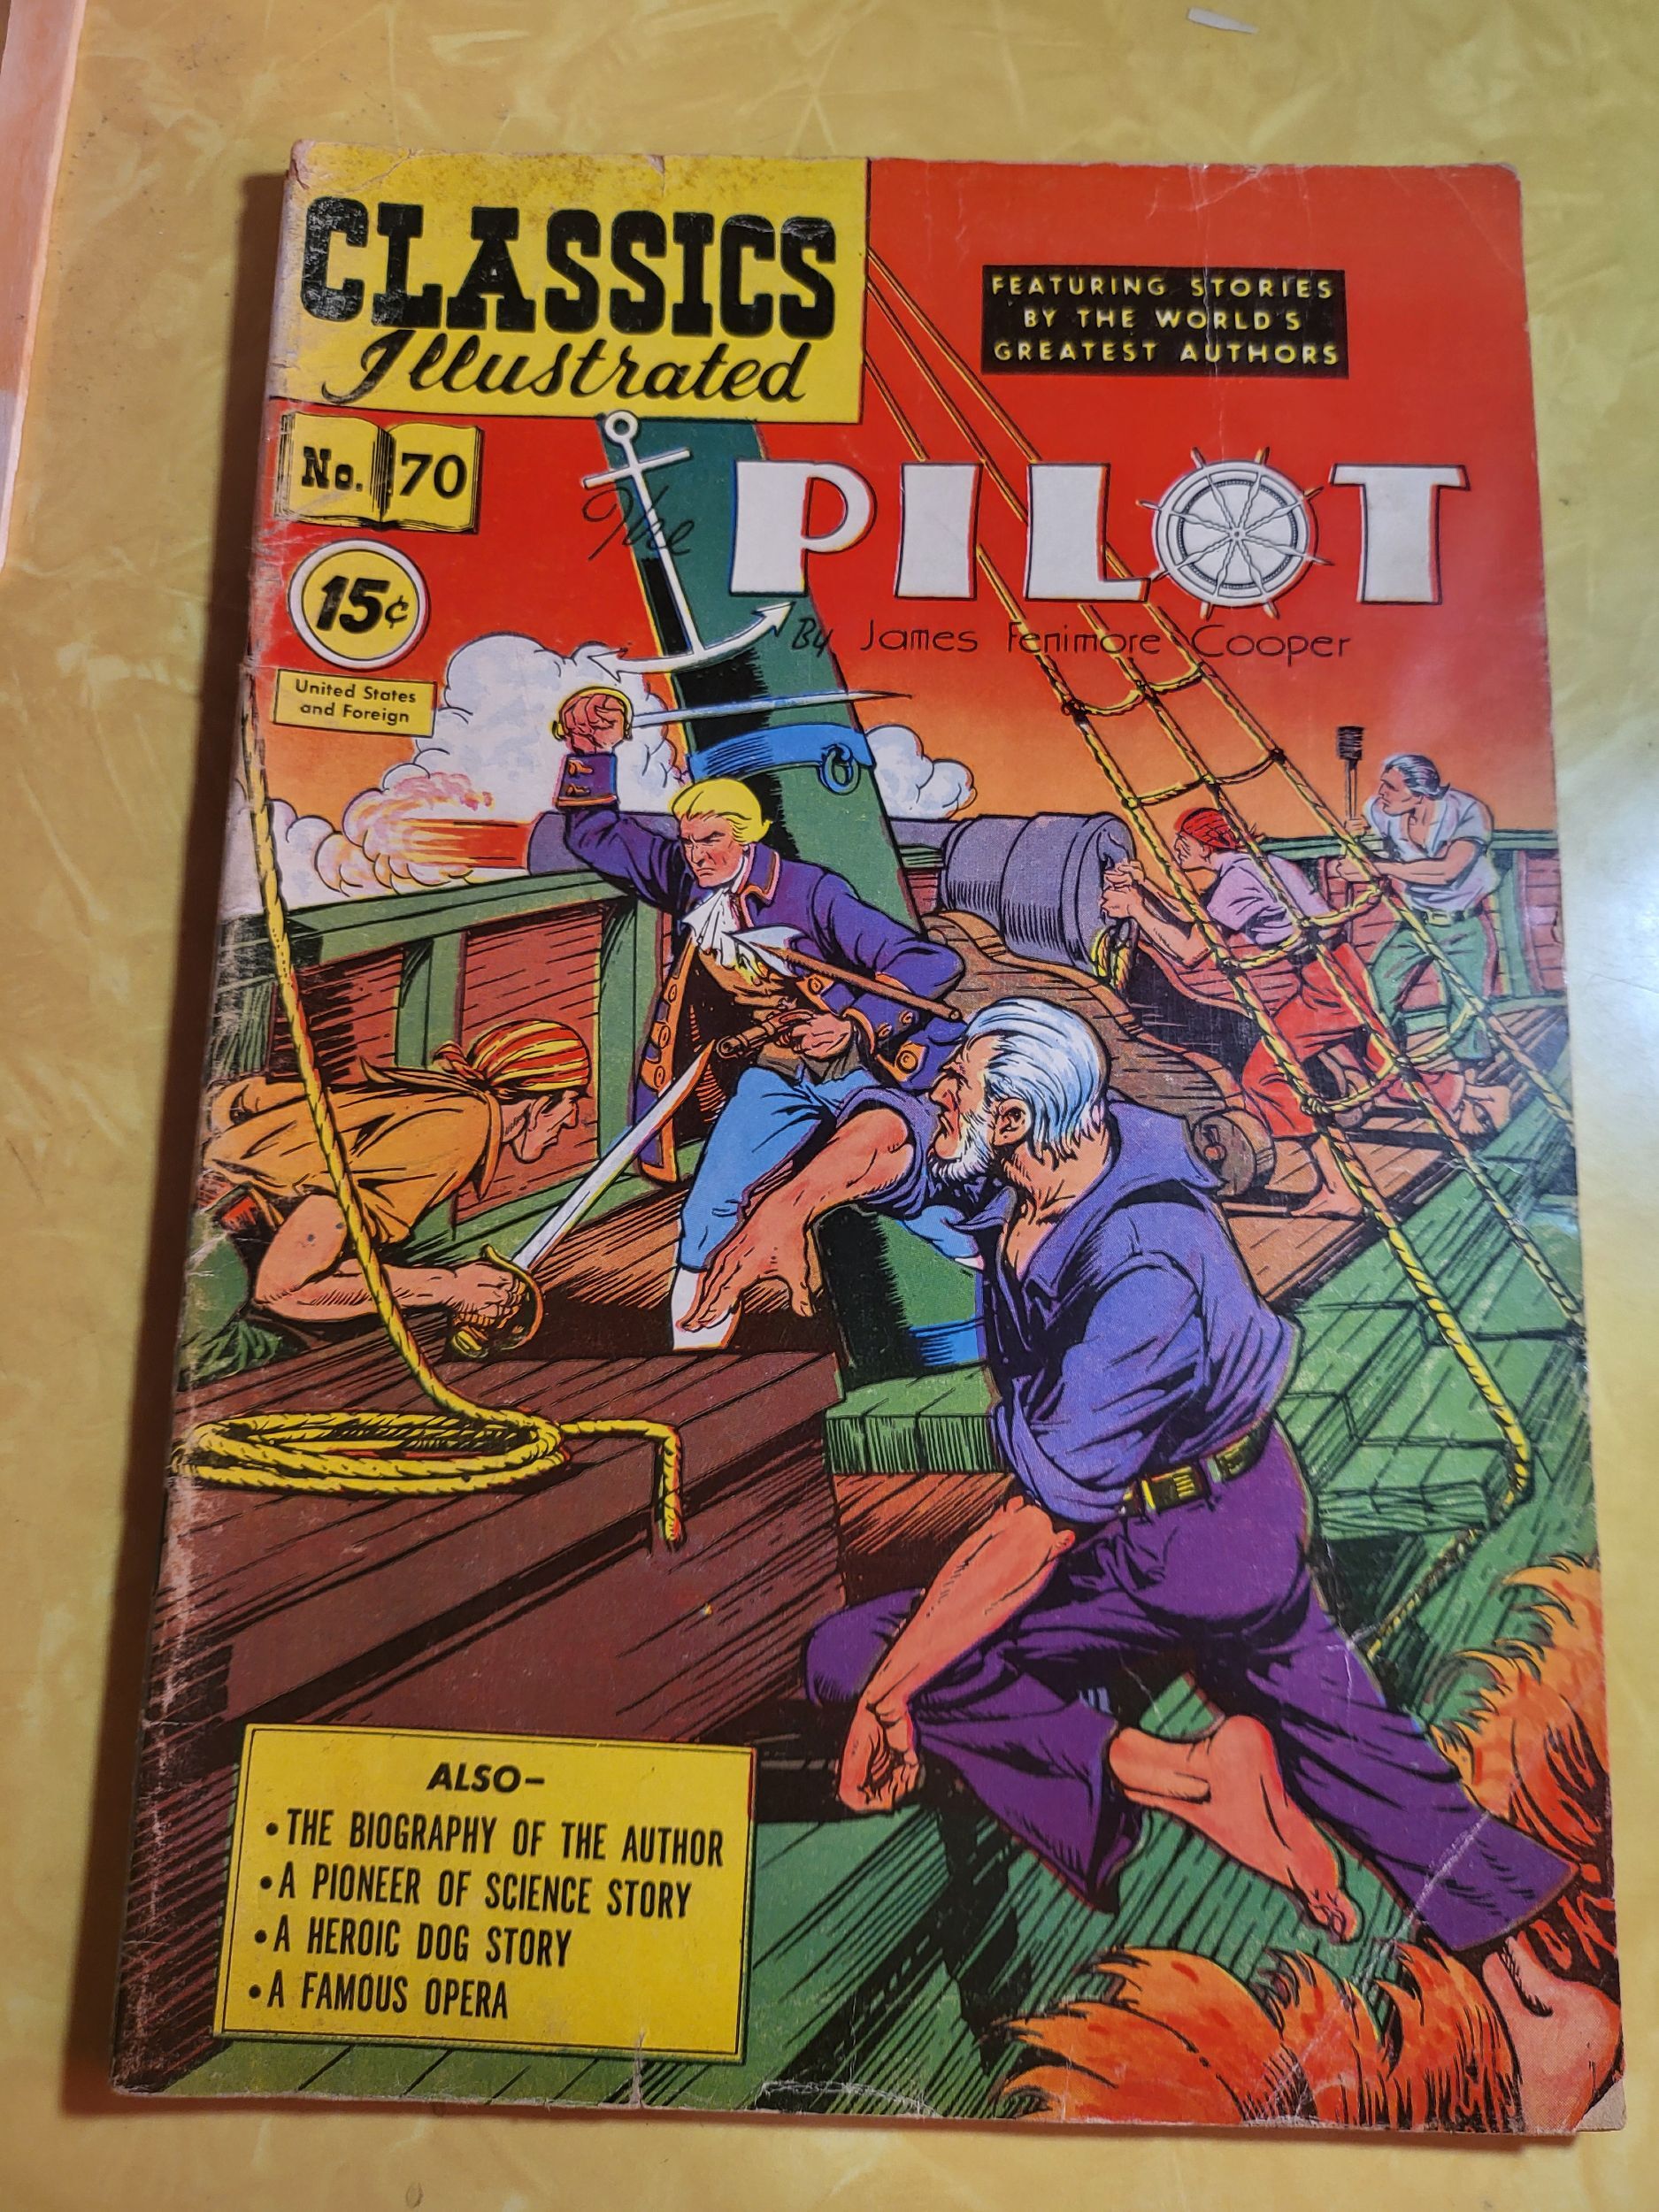 CLASSICS
Illustrated
FEATURING STORIES
BY THE WORLD'S
GREATEST AUTHORS
No. 70
The PILOT
15¢
By James Fenimore Cooper
United States
and Foreign
ALSO—
•THE BIOGRAPHY OF THE AUTHOR
•A PIONEER OF SCIENCE STORY
•A HEROIC DOG STORY
•A FAMOUS OPERA